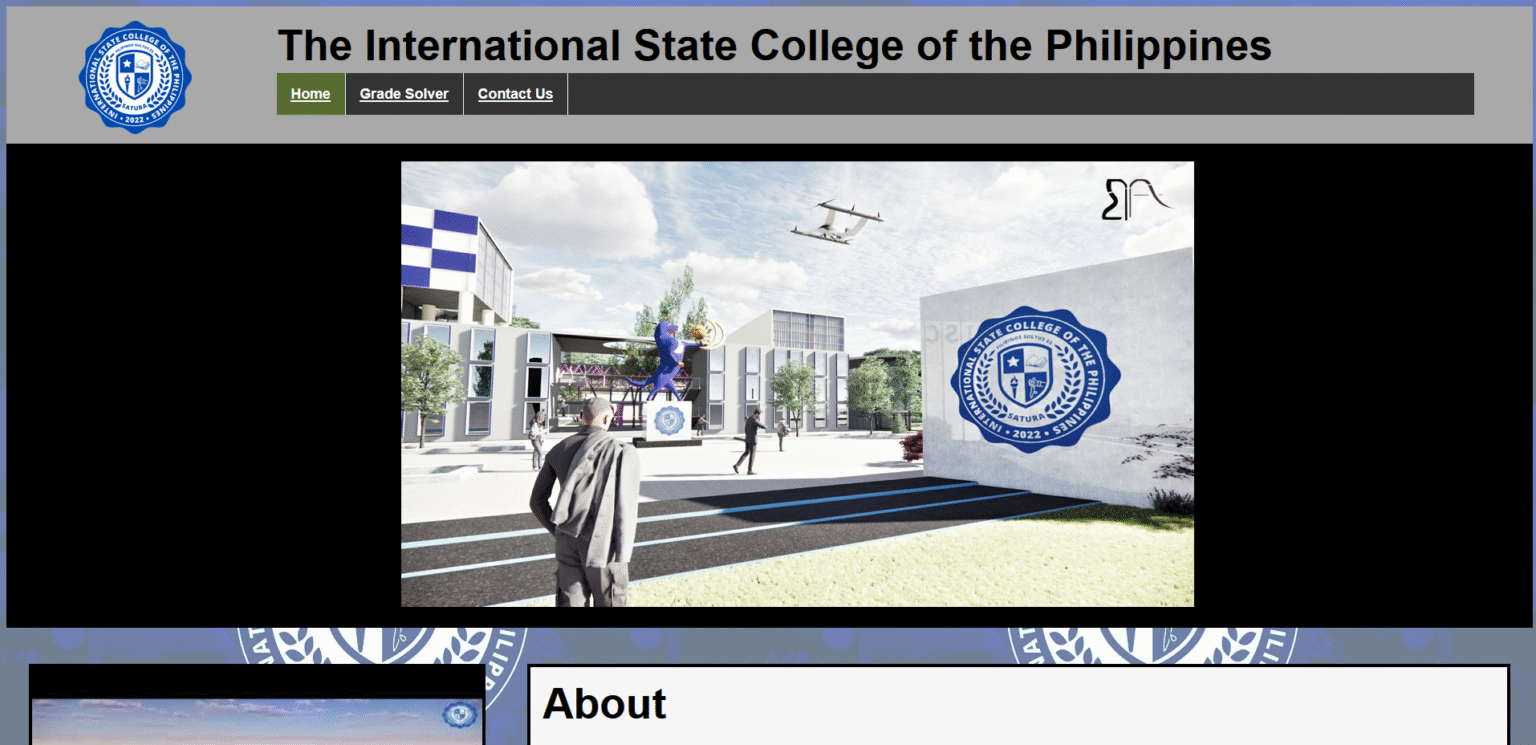 INTERNATIONAL STATE COLLEGE OF THE PHILIPPINES
SATURA
• 2022 •
The International State College of the Philippines
Home
Grade Solver
Contact Us
INTERNATIONAL STATE COLLEGE OF THE PHILIPPINES
SATURA
• 2022 •
About